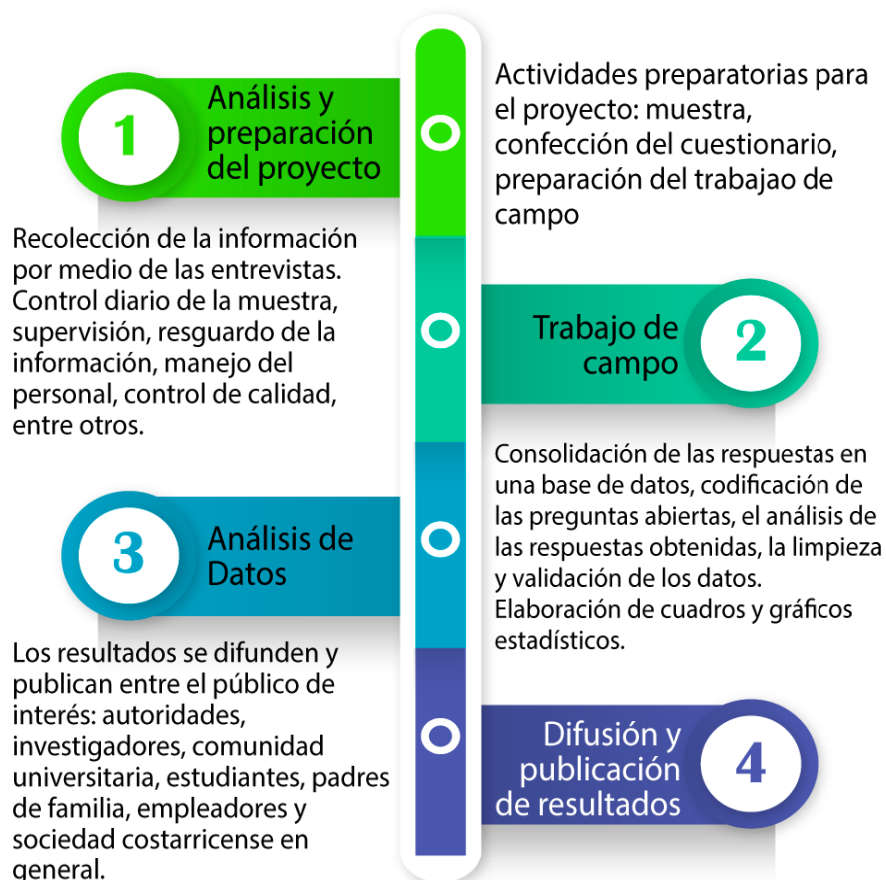 1
Análisis y
preparación
del proyecto
Actividades preparatorias para
el proyecto: muestra,
confección del cuestionario,
preparación del trabajao de
campo
2
Trabajo de
campo
Recolección de la información
por medio de las entrevistas.
Control diario de la muestra,
supervisión, resguardo de la
información, manejo del
personal, control de calidad,
entre otros.
3
Análisis de
Datos
Consolidación de las respuestas en
una base de datos, codificación de
las preguntas abiertas, el análisis de
las respuestas obtenidas, la limpieza
y validación de los datos.
Elaboración de cuadros y gráficos
estadísticos.
4
Difusión y
publicación
de resultados
Los resultados se difunden y
publican entre el público de
interés: autoridades,
investigadores, comunidad
universitaria, estudiantes, padres
de familia, empleadores y
sociedad costarricense en
general.